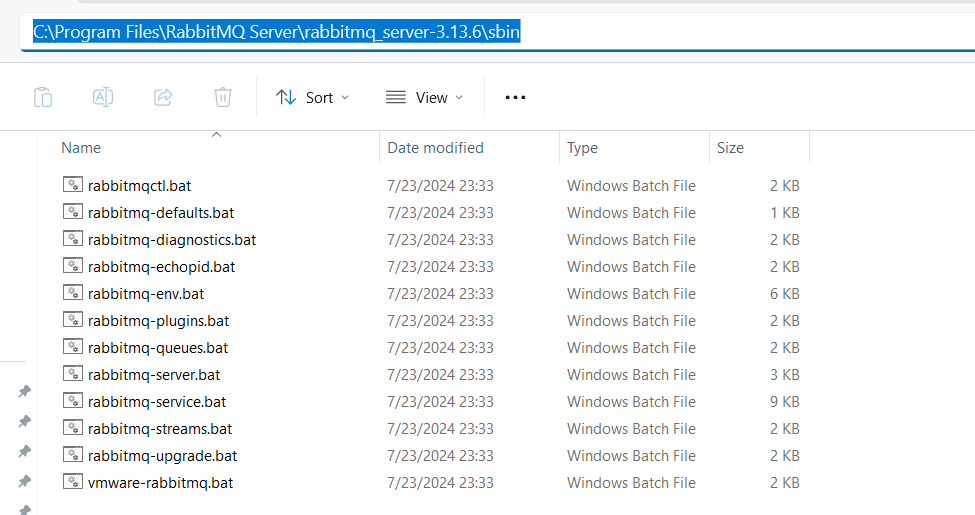 C:\Program Files\RabbitMQ Server\rabbitmq_server-3.13.6\sbin
Sort View
Name Date modified Type Size
rabbitmqctl.bat 7/23/2024 23:33 Windows Batch File 2 KB
rabbitmq-defaults.bat 7/23/2024 23:33 Windows Batch File 1 KB
rabbitmq-diagnostics.bat 7/23/2024 23:33 Windows Batch File 2 KB
rabbitmq-echopid.bat 7/23/2024 23:33 Windows Batch File 2 KB
rabbitmq-env.bat 7/23/2024 23:33 Windows Batch File 6 KB
rabbitmq-plugins.bat 7/23/2024 23:33 Windows Batch File 2 KB
rabbitmq-queues.bat 7/23/2024 23:33 Windows Batch File 2 KB
rabbitmq-server.bat 7/23/2024 23:33 Windows Batch File 3 KB
rabbitmq-service.bat 7/23/2024 23:33 Windows Batch File 9 KB
rabbitmq-streams.bat 7/23/2024 23:33 Windows Batch File 2 KB
rabbitmq-upgrade.bat 7/23/2024 23:33 Windows Batch File 2 KB
vmware-rabbitmq.bat 7/23/2024 23:33 Windows Batch File 2 KB